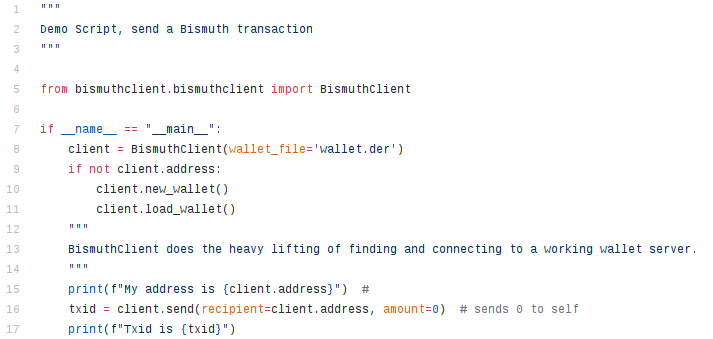 1 """
2 Demo Script, send a Bismuth transaction
3 """
4
5 from bismuthclient.bismuthclient import BismuthClient
6
7 if __name__ == "__main__":
8     client = BismuthClient(wallet_file='wallet.der')
9     if not client.address:
10         client.new_wallet()
11         client.load_wallet()
12     """
13     BismuthClient does the heavy lifting of finding and connecting to a working wallet server.
14     """
15     print(f"My address is {client.address}")  #
16     txid = client.send(recipient=client.address, amount=0)  # sends 0 to self
17     print(f"Txid is {txid}")